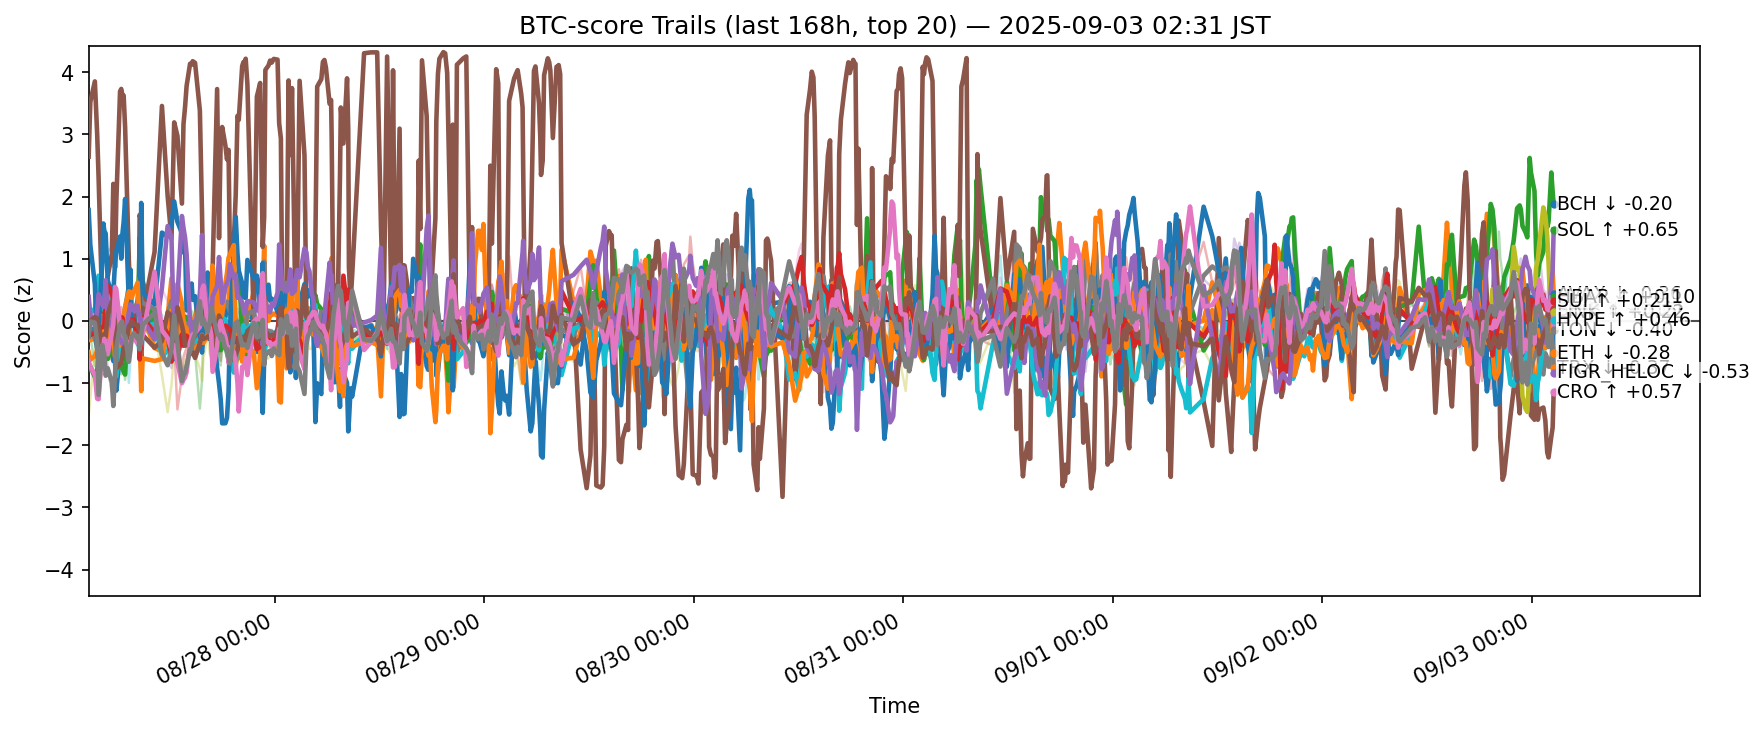 BTC-score Trails (last 168h, top 20) — 2025-09-03 02:31 JST
Score (z)
4
3
2
1
0
−1
−2
−3
−4
BCH ↓ -0.20
SOL ↑ +0.65
SUI ↑ +0.21
HYPE ↑ +0.46
TON ↓ -0.40
ETH ↓ -0.28
FIGR_HELOC ↓ -0.53
CRO ↑ +0.57
08/28 00:00
08/29 00:00
08/30 00:00
08/31 00:00
09/01 00:00
09/02 00:00
09/03 00:00
Time